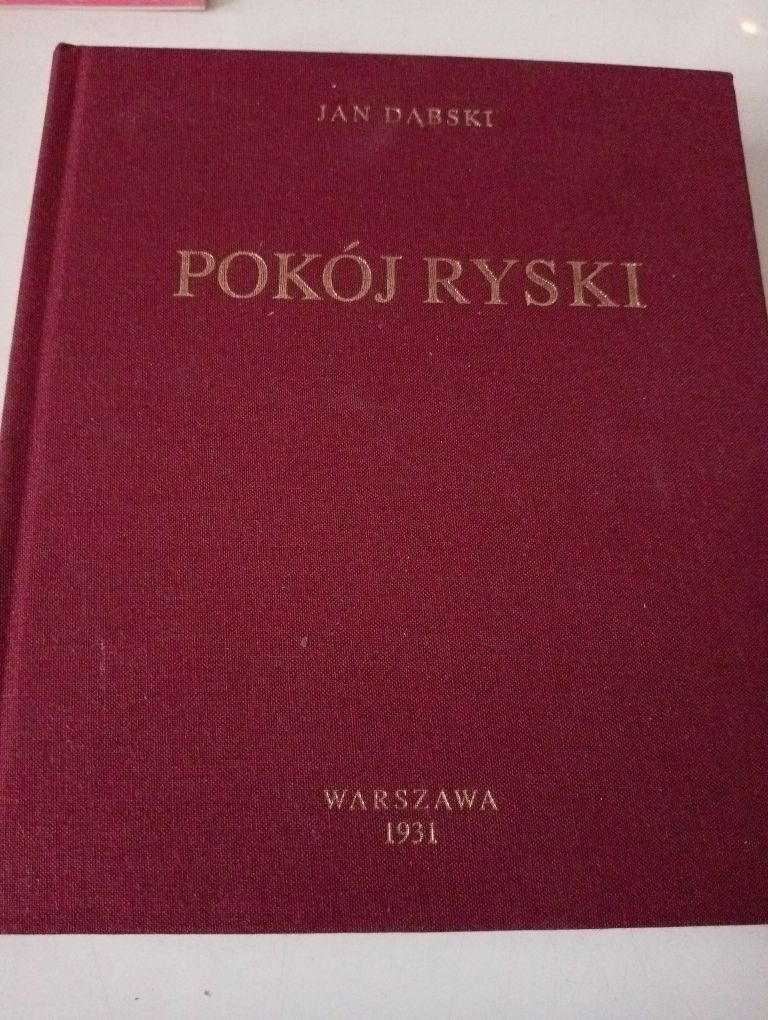 JAN DĄBSKI
POKÓJ RYSKI
WARSZAWA
1931